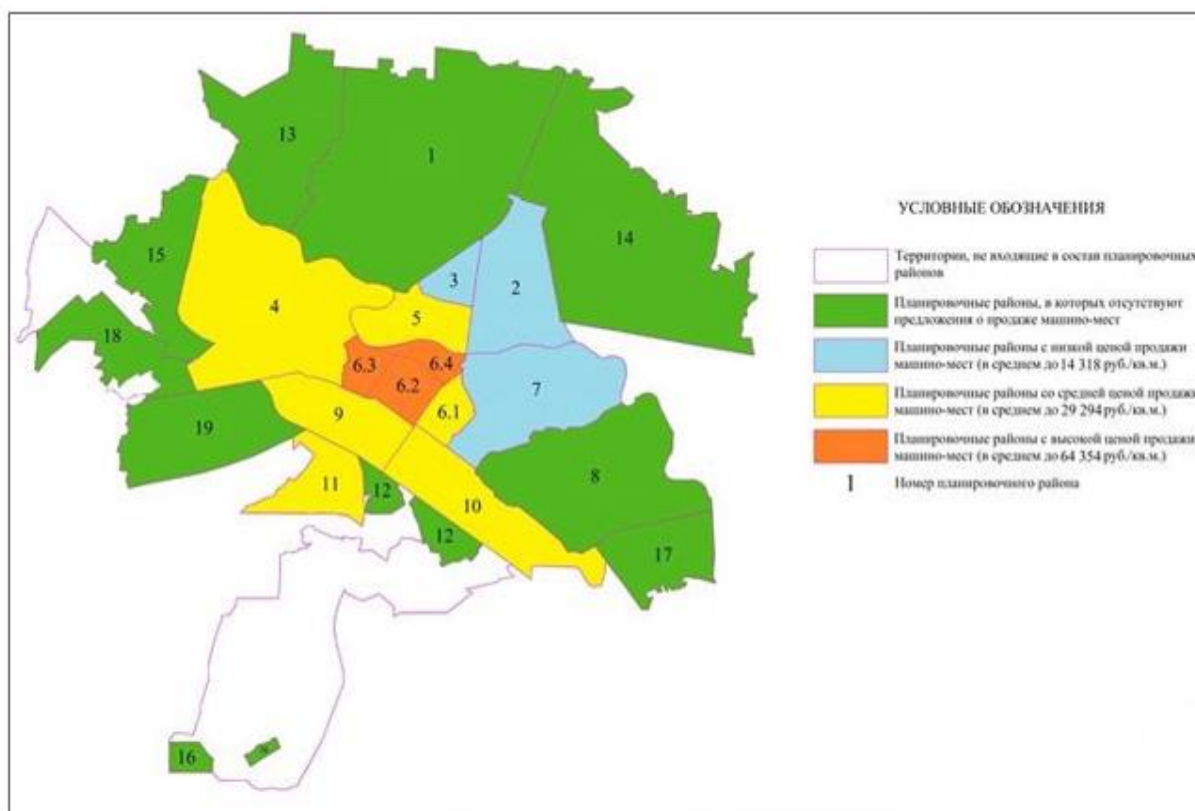 13
1
14
15
УСЛОВНЫЕ ОБОЗНАЧЕНИЯ
Территории, не входящие в состав планировочных
районов
3
2
4
5
18
Планировочные районы, в которых отсутствуют
предложения о продаже машино-мест
6.3
6.4
6.2
7
Планировочные районы с низкой ценой продажи
машино-мест (в среднем до 14 318 руб./кв.м.)
9
6.1
19
Планировочные районы со средней ценой продажи
машино-мест (в среднем до 29 294 руб./кв.м.)
11
12
10
8
Планировочные районы с высокой ценой продажи
машино-мест (в среднем до 64 354 руб./кв.м.)
1
Номер планировочного района
12
17
16